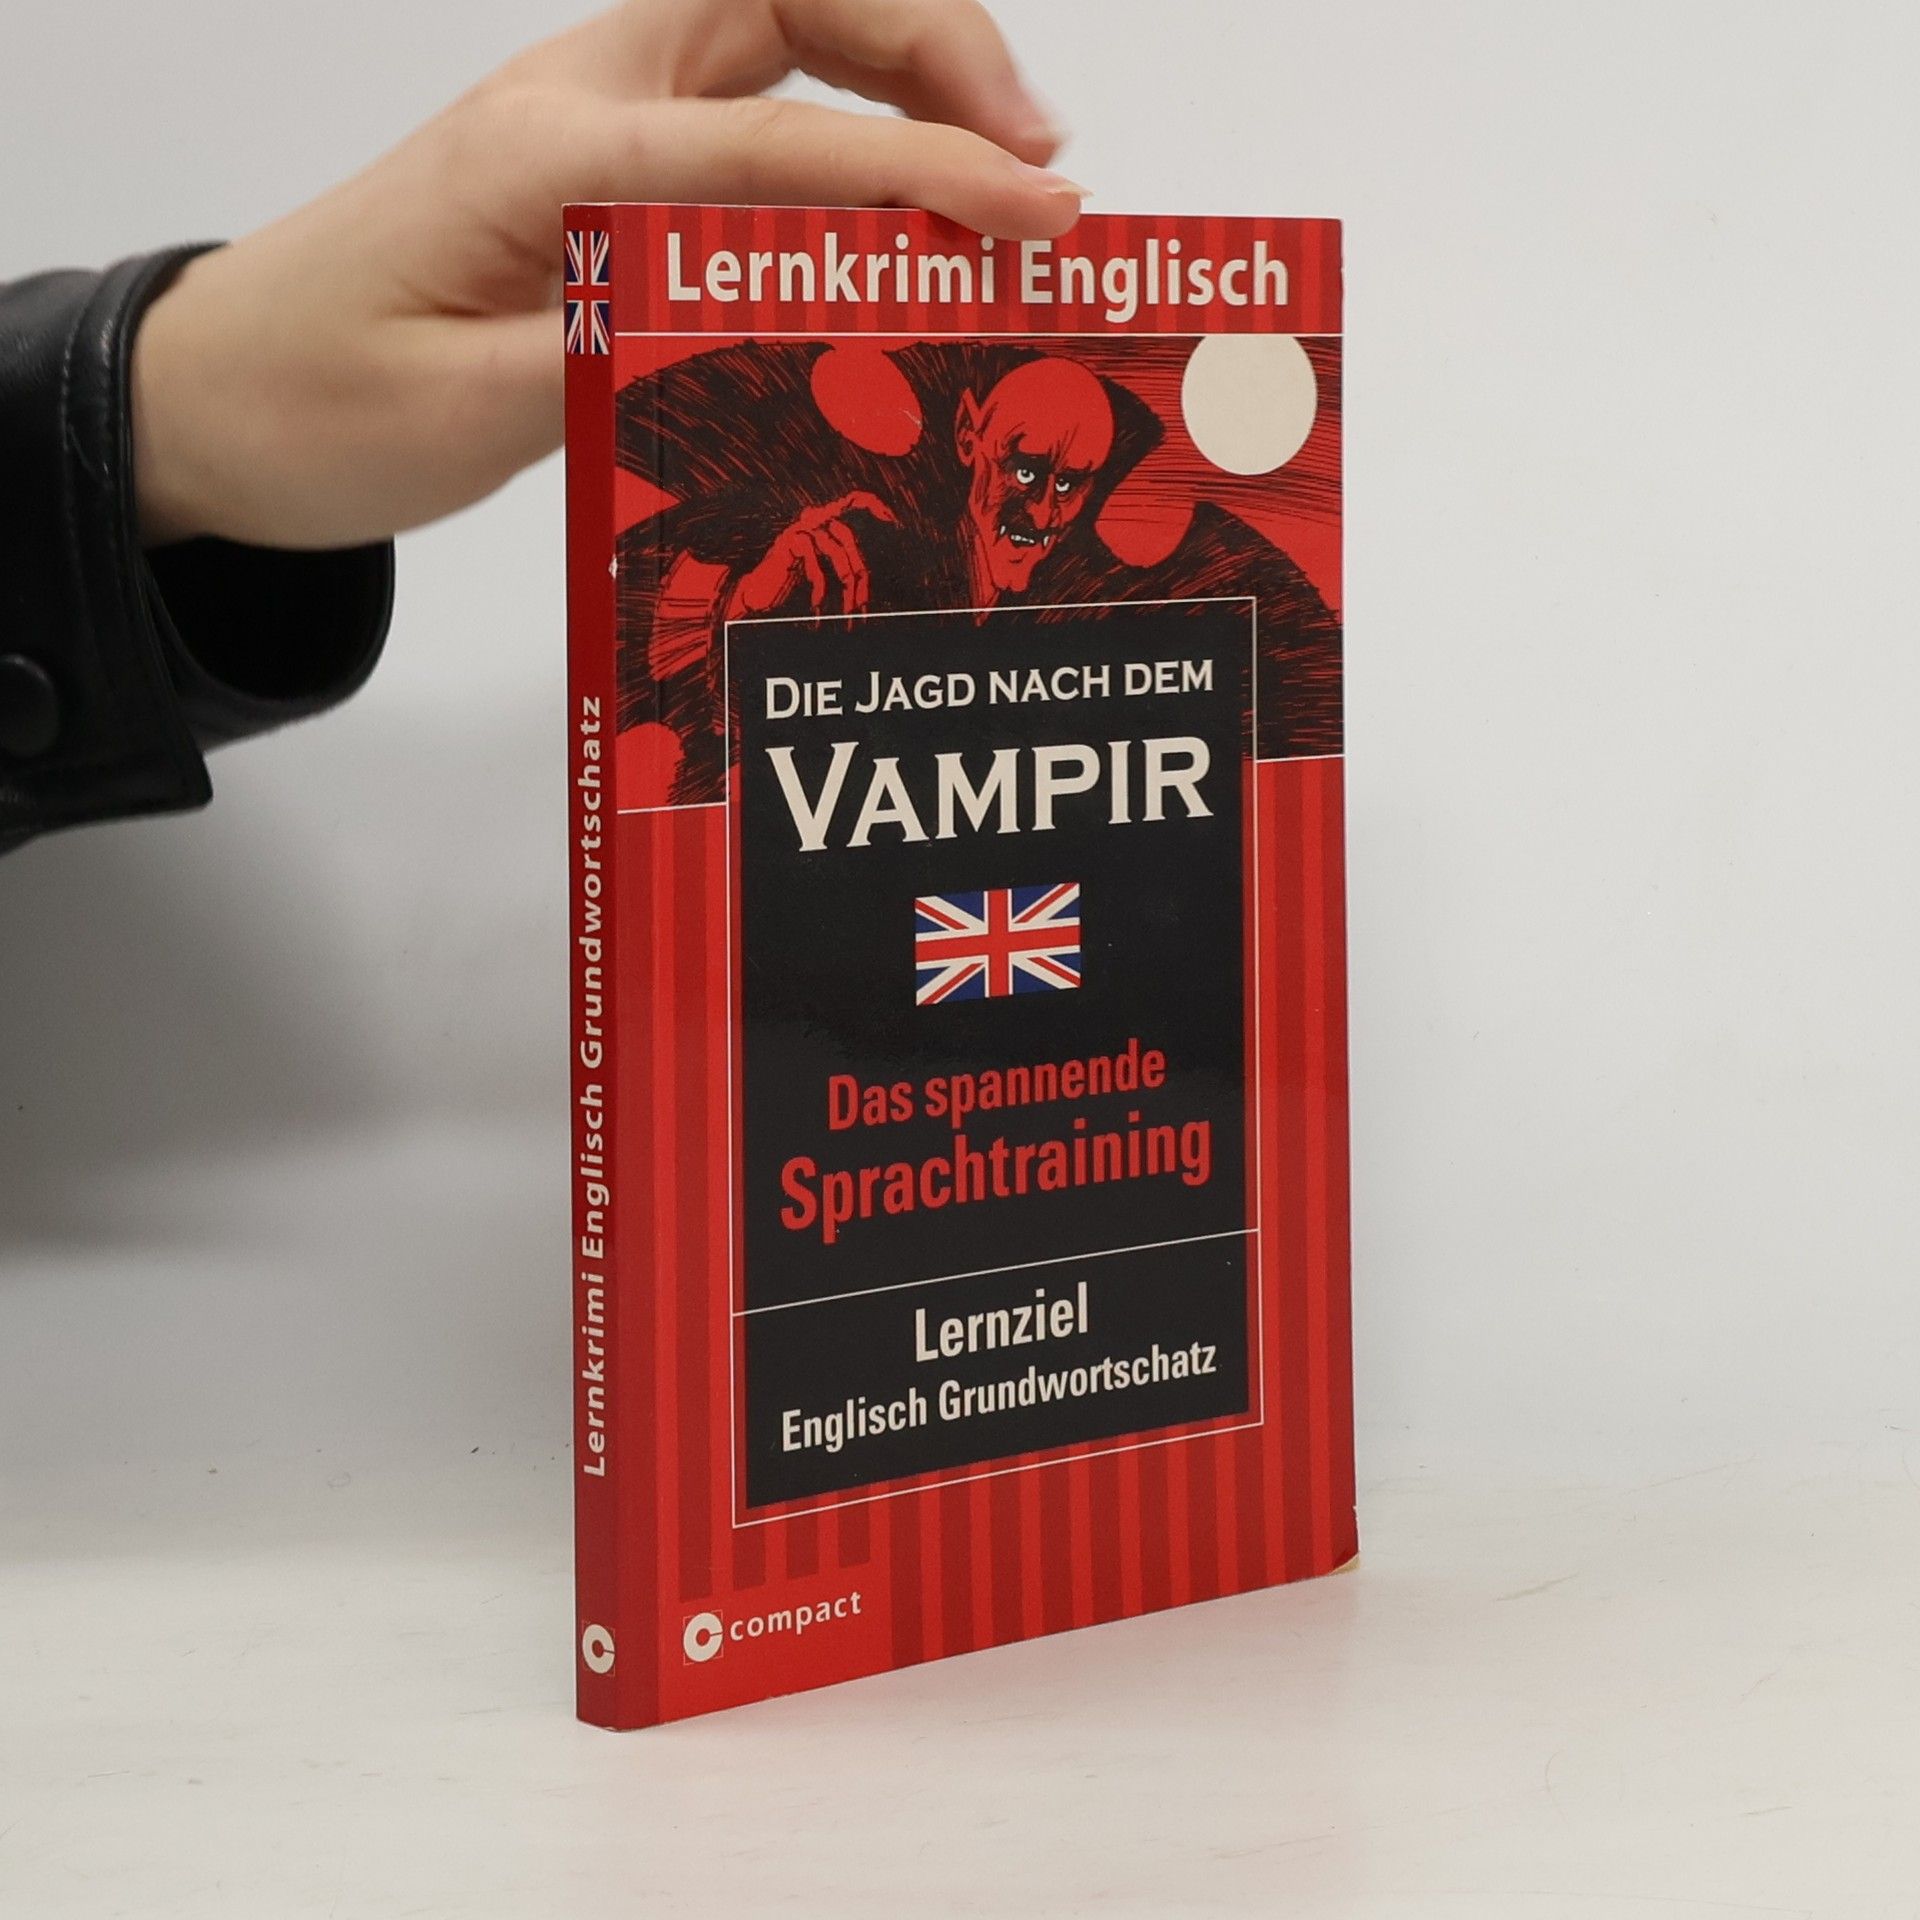 Lernkrimi Englisch
DIE JAGD NACH DEM
VAMPIR
Das spannende
Sprachtraining
Lernziel
Englisch Grundwortschatz
compact
Lernkrimi Englisch Grundwortschatz